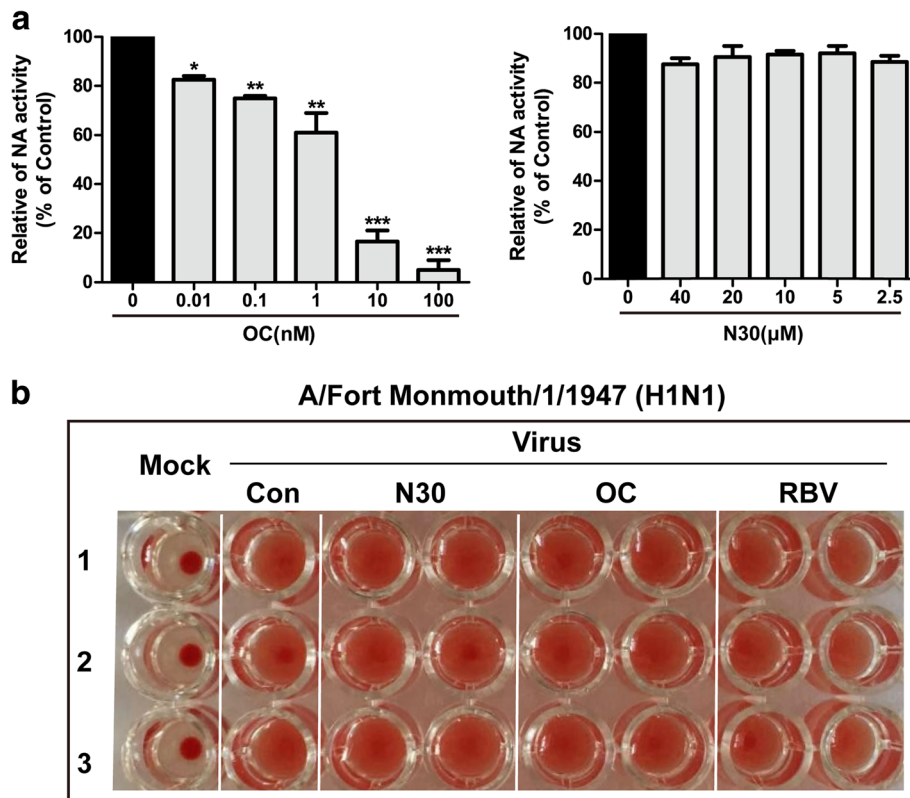 a
Relative of NA activity
(% of Control)
100
80
60
40
20
0
*
**
**
***
***
0 0.01 0.1 1 10 100
OC(nM)
Relative of NA activity
(% of Control)
100
80
60
40
20
0
0 40 20 10 5 2.5
N30(μM)
b
A/Fort Monmouth/1/1947 (H1N1)
Virus
Mock
Con N30 OC RBV
1
2
3